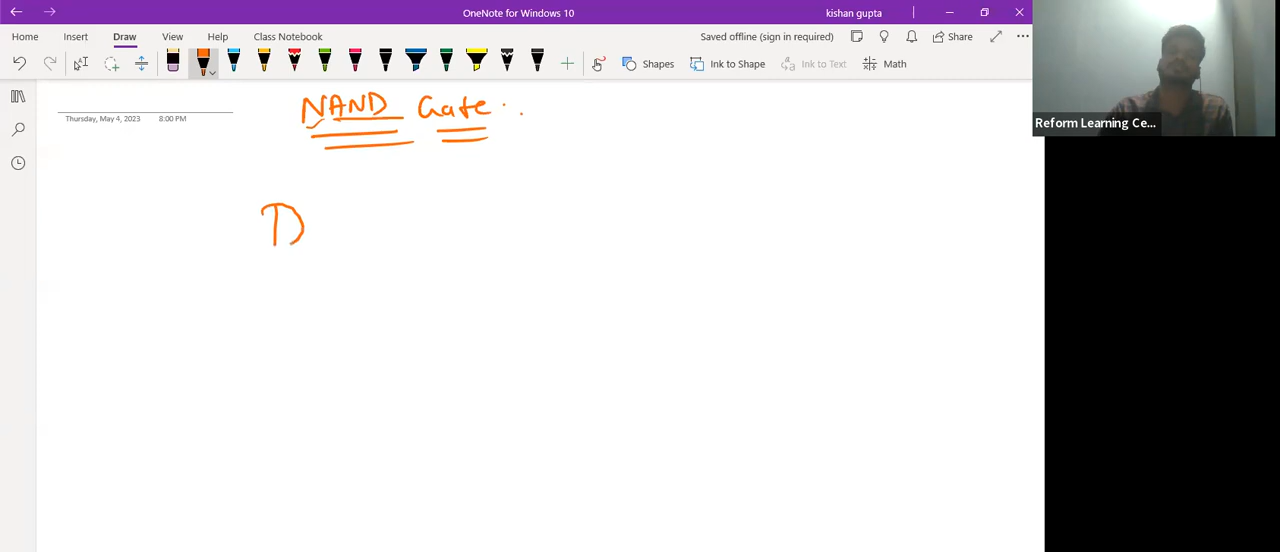 OneNote for Windows 10
kishan gupta
Home Insert Draw View Help Class Notebook
Saved offline (sign in required) Share
Shapes Ink to Shape Ink to Text Math
NAND Gate.
Thursday, May 4, 2023 8:00 PM
Reform Learning Ce...
D